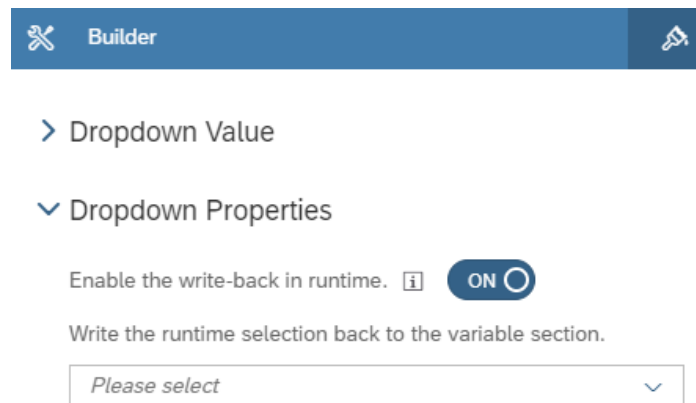 Builder
Dropdown Value
Dropdown Properties
Enable the write-back in runtime. i ON
Write the runtime selection back to the variable section.
Please select